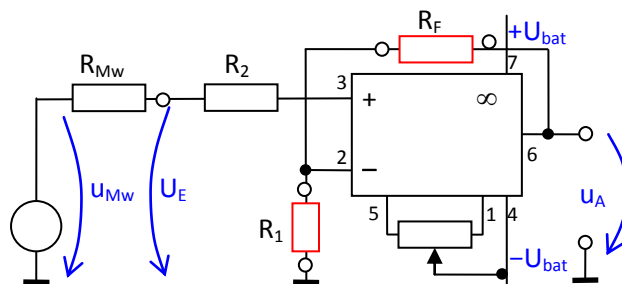 R_F
+U_bat
R_Mw
R_2
7
3
+
∞
2
−
6
u_Mw
U_E
R_1
5
1
4
u_A
−U_bat